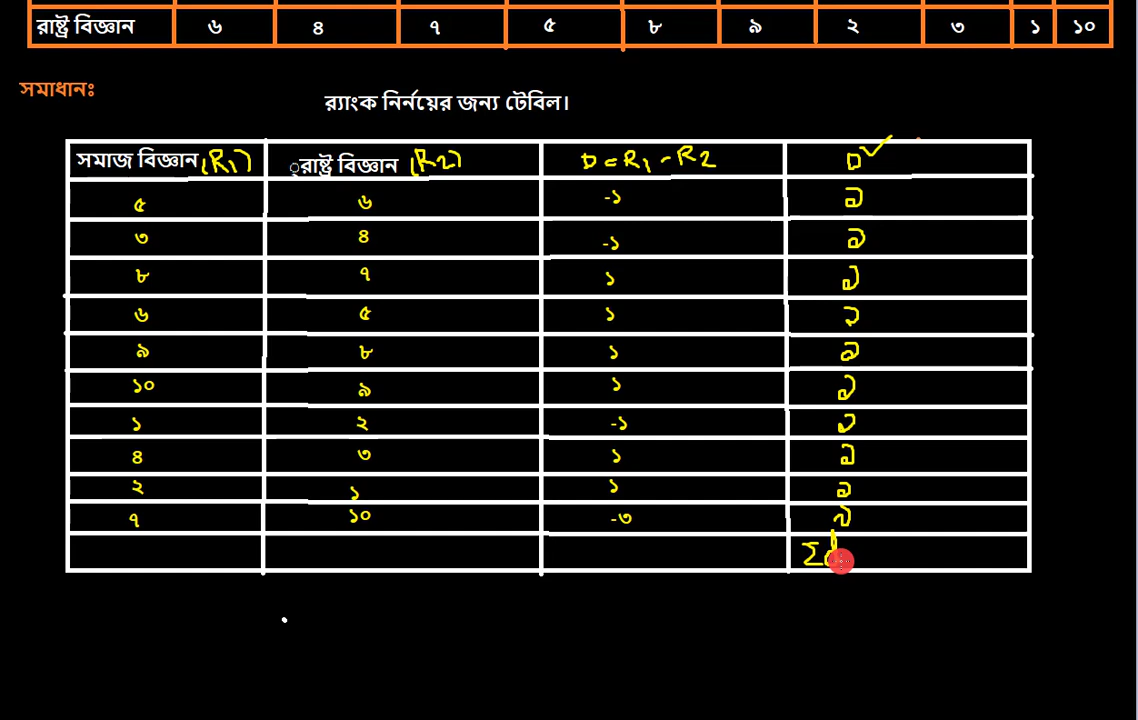 রাষ্ট্র বিজ্ঞান ৬ ৪ ৭ ৫ ৮ ৯ ২ ৩ ১ ১০
সমাধানঃ
র‍্যাংক নির্নয়ের জন্য টেবিল।
সমাজ বিজ্ঞান (R1) ্রাষ্ট্র বিজ্ঞান (R2) D = R1 - R2 D
৫ ৬ -১
৩ ৪ -১
৮ ৭ ১
৬ ৫ ১
৯ ৮ ১
১০ ৯ ১
১ ২ -১
৪ ৩ ১
২ ১ ১
৭ ১০ -৩
Σd